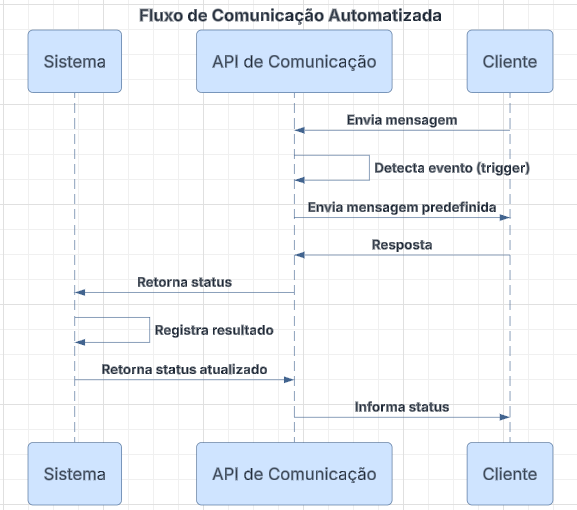 Fluxo de Comunicação Automatizada
Sistema
API de Comunicação
Cliente
Envia mensagem
Detecta evento (trigger)
Envia mensagem predefinida
Resposta
Retorna status
Registra resultado
Retorna status atualizado
Informa status
Sistema
API de Comunicação
Cliente